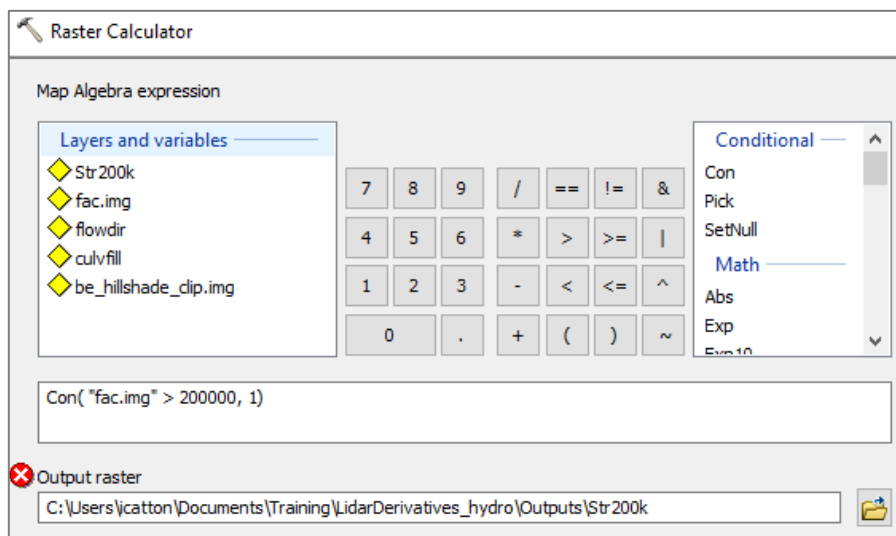 Raster Calculator
Map Algebra expression
Layers and variables
Str200k
fac.img
flowdir
culvfill
be_hillshade_clip.img
7 8 9 / == != &
4 5 6 * > >= |
1 2 3 - < <= ^
0 . + ( ) ~
Conditional
Con
Pick
SetNull
Math
Abs
Exp
Exp10
Con( "fac.img" > 200000, 1)
Output raster
C:\Users\icatton\Documents\Training\LidarDerivatives_hydro\Outputs\Str200k